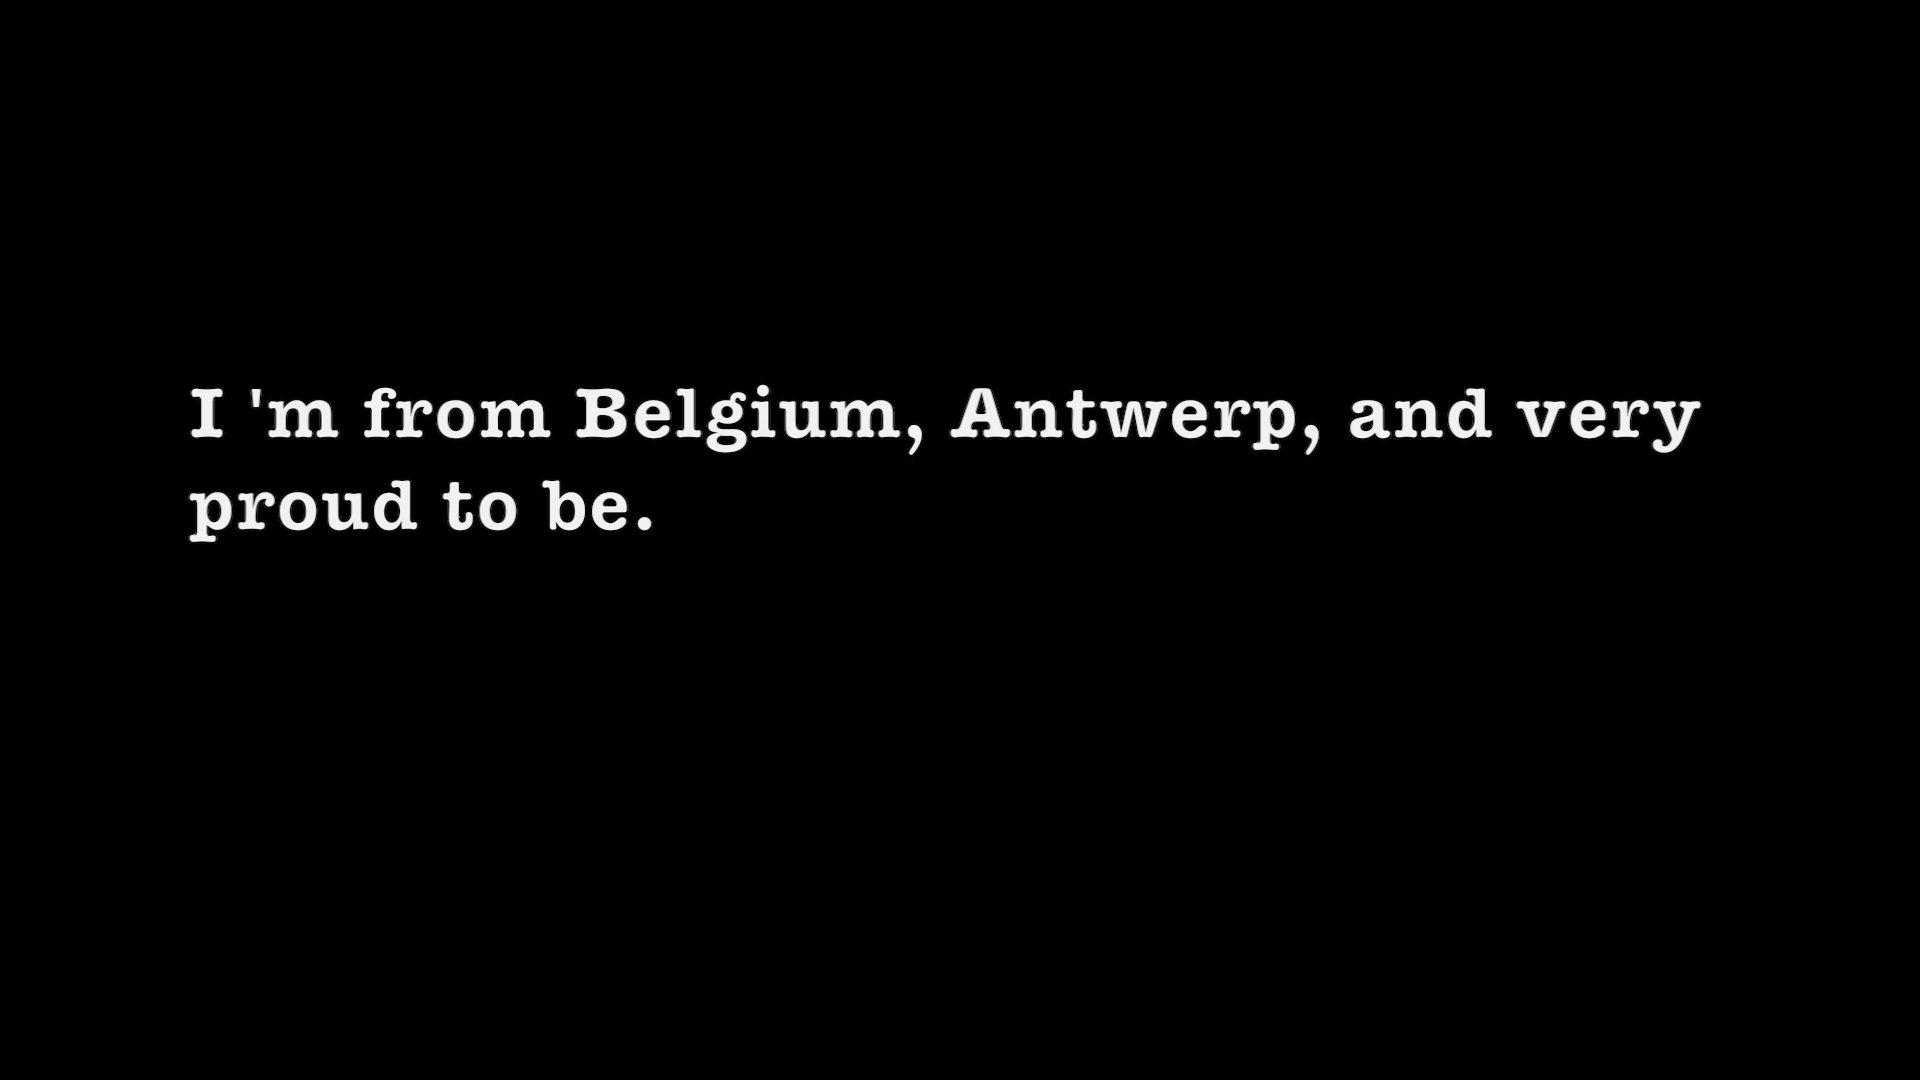 I 'm from Belgium, Antwerp, and very
proud to be.